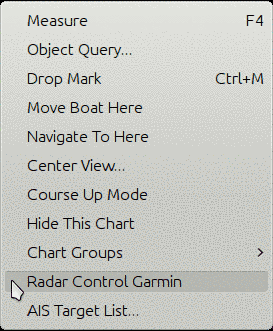 Measure F4
Object Query...
Drop Mark Ctrl+M
Move Boat Here
Navigate To Here
Center View...
Course Up Mode
Hide This Chart
Chart Groups >
Radar Control Garmin
AIS Target List...